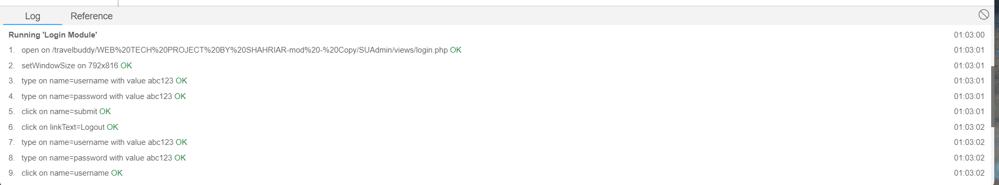 Log Reference
Running 'Login Module' 01:03:00
1. open on /travelbuddy/WEB%20TECH%20PROJECT%20BY%20SHAHRIAR-mod%20-%20Copy/SUAdmin/views/login.php OK 01:03:01
2. setWindowSize on 792x816 OK 01:03:01
3. type on name=username with value abc123 OK 01:03:01
4. type on name=password with value abc123 OK 01:03:01
5. click on name=submit OK 01:03:01
6. click on linkText=Logout OK 01:03:02
7. type on name=username with value abc123 OK 01:03:02
8. type on name=password with value abc123 OK 01:03:02
9. click on name=username OK 01:03:02